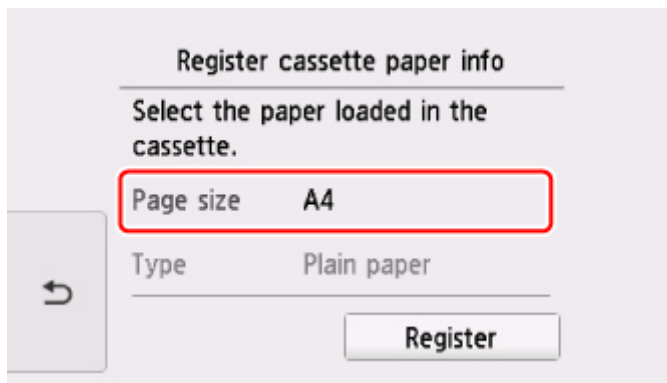 Register cassette paper info
Select the paper loaded in the
cassette.
Page size A4
Type Plain paper
Register